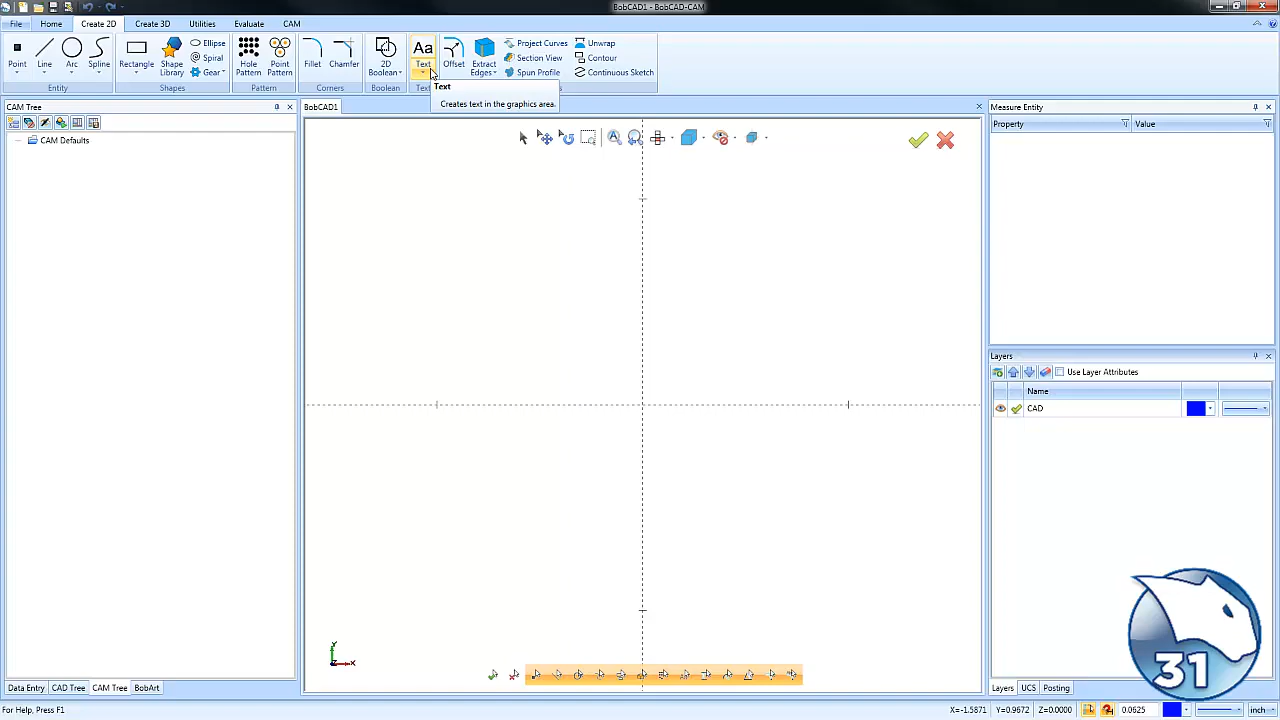 BobCAD1 - BobCAD-CAM
File Home Create 2D Create 3D Utilities Evaluate CAM
Point Line Arc Spline Rectangle Shape Library Ellipse Spiral Gear Hole Pattern Point Pattern Fillet Chamfer 2D Boolean Aa Text Offset Extract Edges Project Curves Section View Spun Profile Unwrap Contour Continuous Sketch
Entity Shapes Pattern Corners Boolean Text
Text
Creates text in the graphics area.
CAM Tree
BobCAD1
Measure Entity
Property Value
CAM Defaults
Layers
Use Layer Attributes
Name
CAD
Y
X
31
Data Entry CAD Tree CAM Tree BobArt
Layers UCS Posting
For Help, Press F1
X=-1.5871 Y=0.9672 Z=0.0000 0.0625 inch